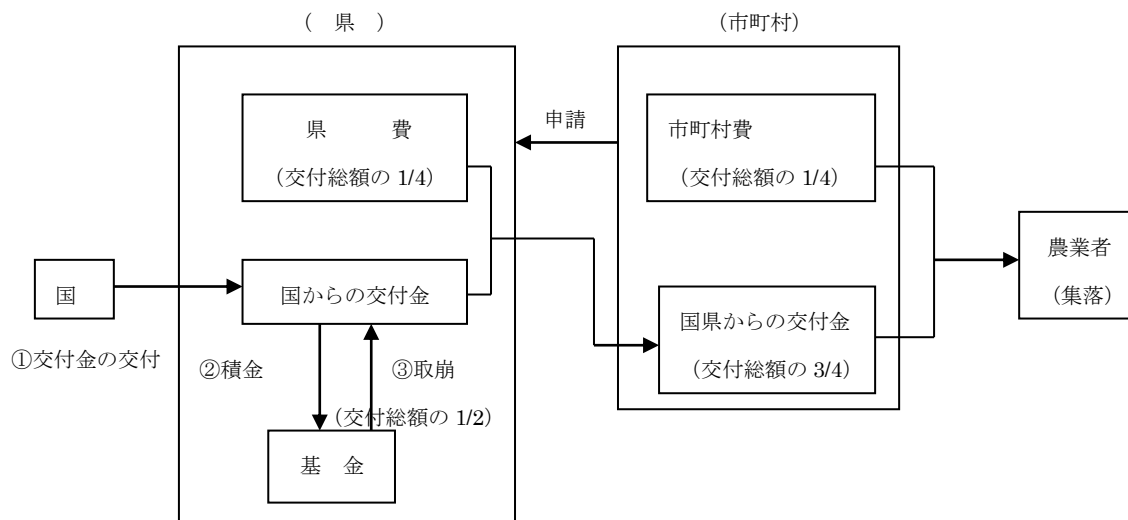 （　県　）
（市町村）
県　　　費
（交付総額の 1/4）
申請
市町村費
（交付総額の 1/4）
国
国からの交付金
農業者
（集落）
①交付金の交付
②積金
③取崩
（交付総額の 1/2）
国県からの交付金
（交付総額の 3/4）
基　金